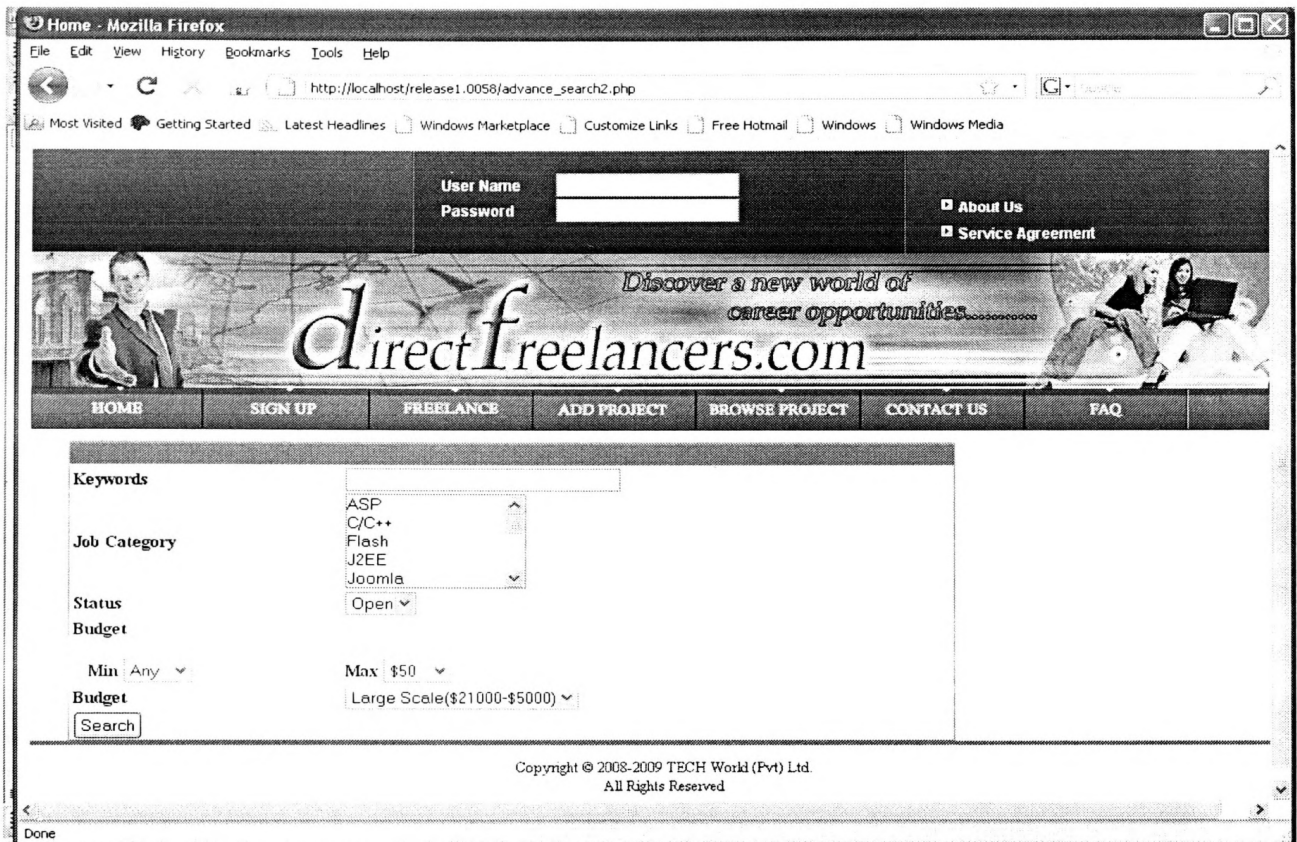 Home - Mozilla Firefox
File Edit View History Bookmarks Tools Help
http://localhost/release1.0058/advance_search2.php
G
Most Visited Getting Started Latest Headlines Windows Marketplace Customize Links Free Hotmail Windows Windows Media
User Name
Password
About Us
Service Agreement
Discover a new world of
career opportunities...........
directfreelancers.com
HOME SIGN UP FREELANCE ADD PROJECT BROWSE PROJECT CONTACT US FAQ
Keywords
Job Category
ASP
C/C++
Flash
J2EE
Joomla
Status Open
Budget
Min Any Max $50
Budget Large Scale($21000-$5000)
Search
Copyright © 2008-2009 TECH World (Pvt) Ltd.
All Rights Reserved
Done